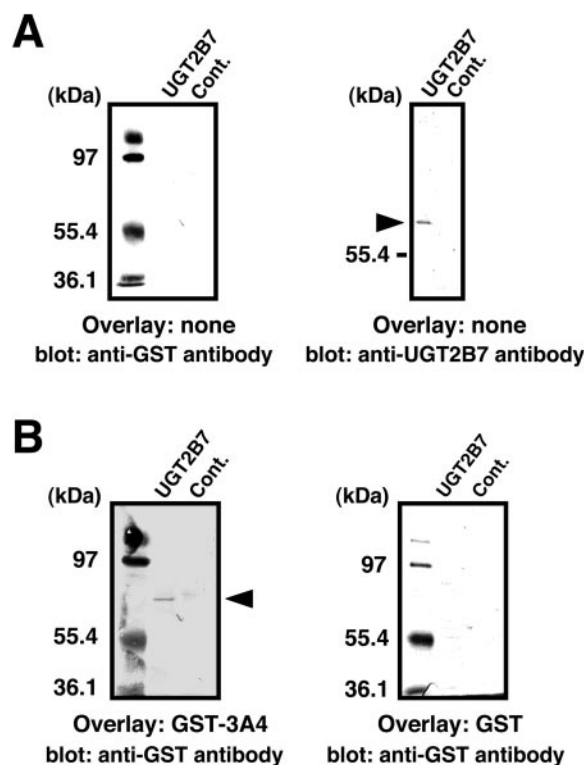 A
(kDa) UGT2B7 Cont.
97
55.4
36.1
Overlay: none
blot: anti-GST antibody
(kDa) UGT2B7 Cont.
55.4
Overlay: none
blot: anti-UGT2B7 antibody
B
(kDa) UGT2B7 Cont.
97
55.4
36.1
Overlay: GST-3A4
blot: anti-GST antibody
(kDa) UGT2B7 Cont.
97
55.4
36.1
Overlay: GST
blot: anti-GST antibody